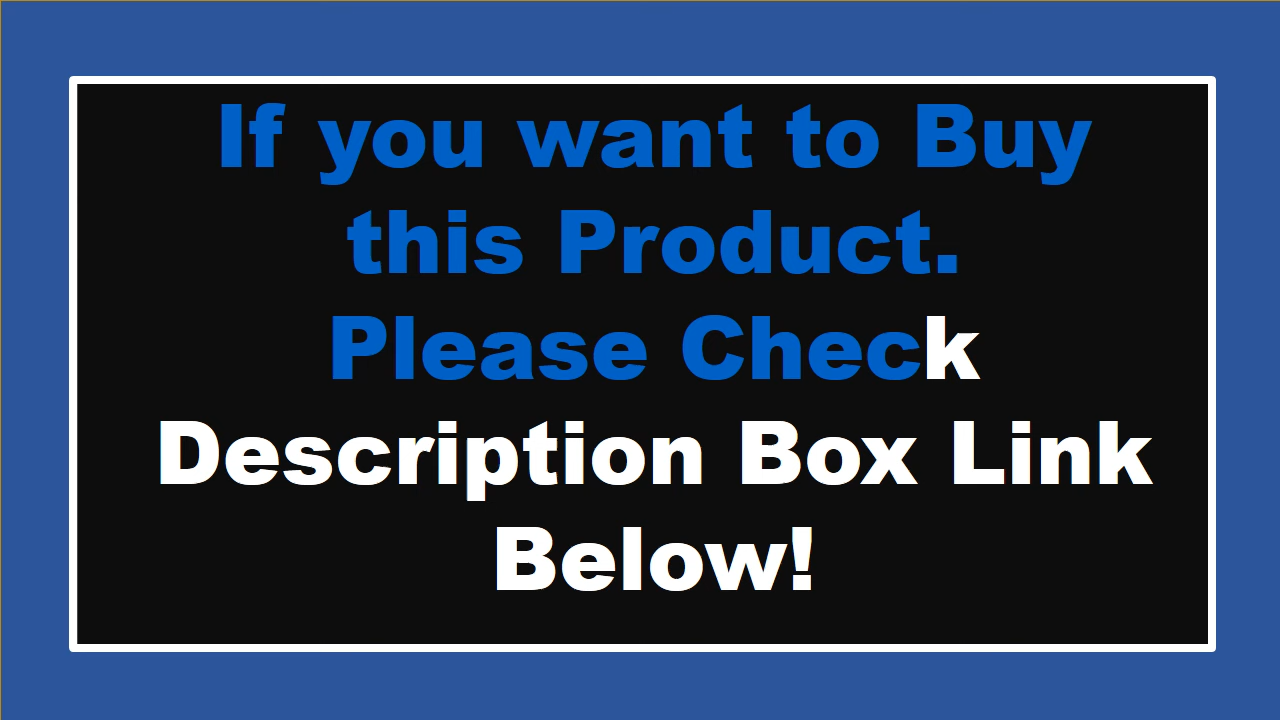 If you want to Buy
this Product.
Please Check
Description Box Link
Below!